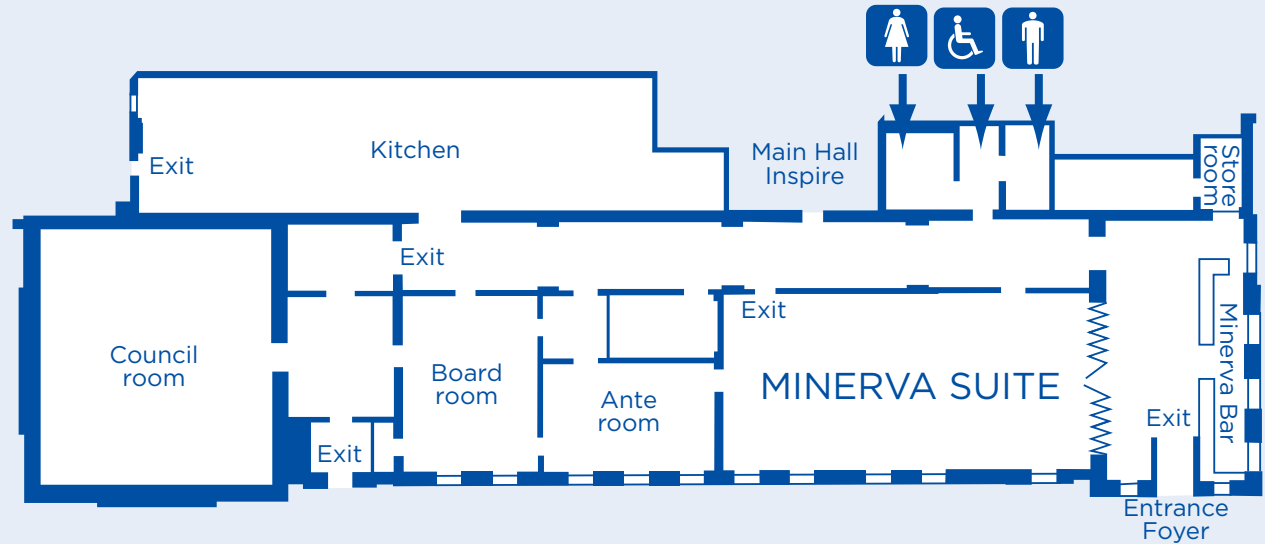 Kitchen
Exit
Main Hall
Inspire
Store
room
Exit
Exit
Council
room
Board
room
Ante
room
MINERVA SUITE
Minerva Bar
Exit
Exit
Entrance
Foyer